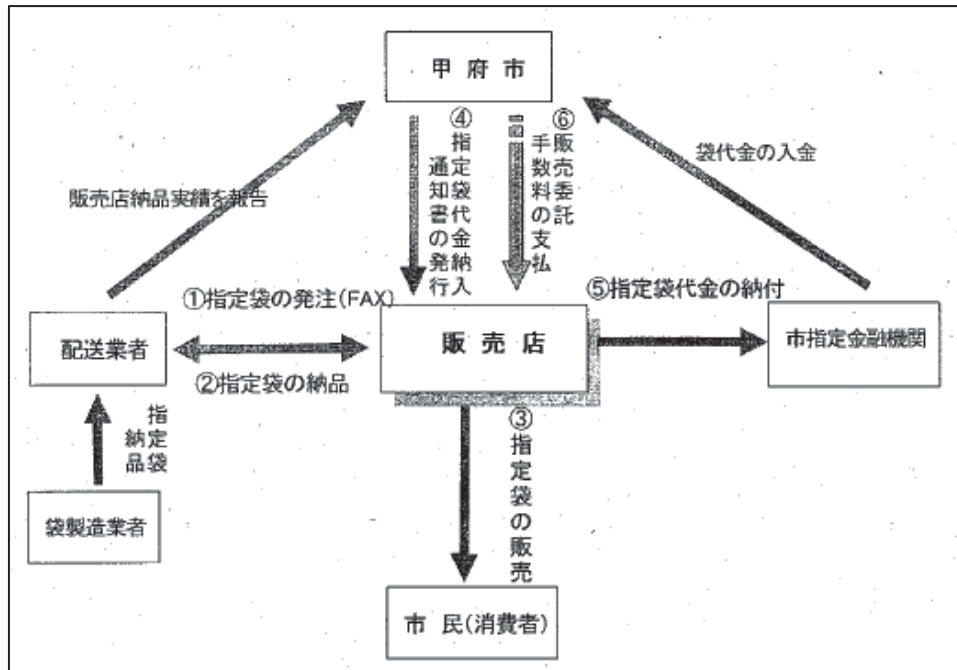 甲府市
④指定袋代金納入
通知書の発行
⑥販売委託
手数料の支払
袋代金の入金
販売店納品実績を報告
①指定袋の発注(FAX)
⑤指定袋代金の納付
配送業者
販売店
市指定金融機関
②指定袋の納品
指定袋
納品
③指定袋の販売
袋製造業者
市民(消費者)